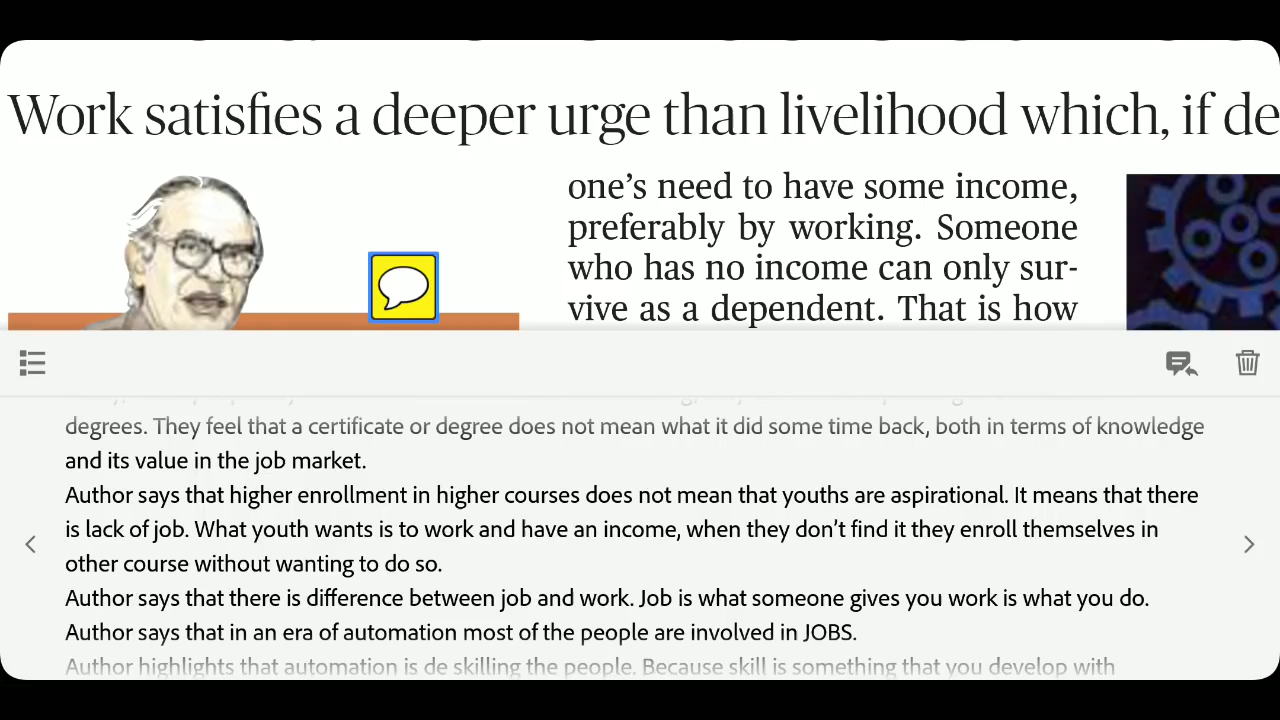 Work satisfies a deeper urge than livelihood which, if de
one's need to have some income,
preferably by working. Someone
who has no income can only sur-
vive as a dependent. That is how
degrees. They feel that a certificate or degree does not mean what it did some time back, both in terms of knowledge
and its value in the job market.
Author says that higher enrollment in higher courses does not mean that youths are aspirational. It means that there
is lack of job. What youth wants is to work and have an income, when they don't find it they enroll themselves in
other course without wanting to do so.
Author says that there is difference between job and work. Job is what someone gives you work is what you do.
Author says that in an era of automation most of the people are involved in JOBS.
Author highlights that automation is de skilling the people. Because skill is something that you develop with